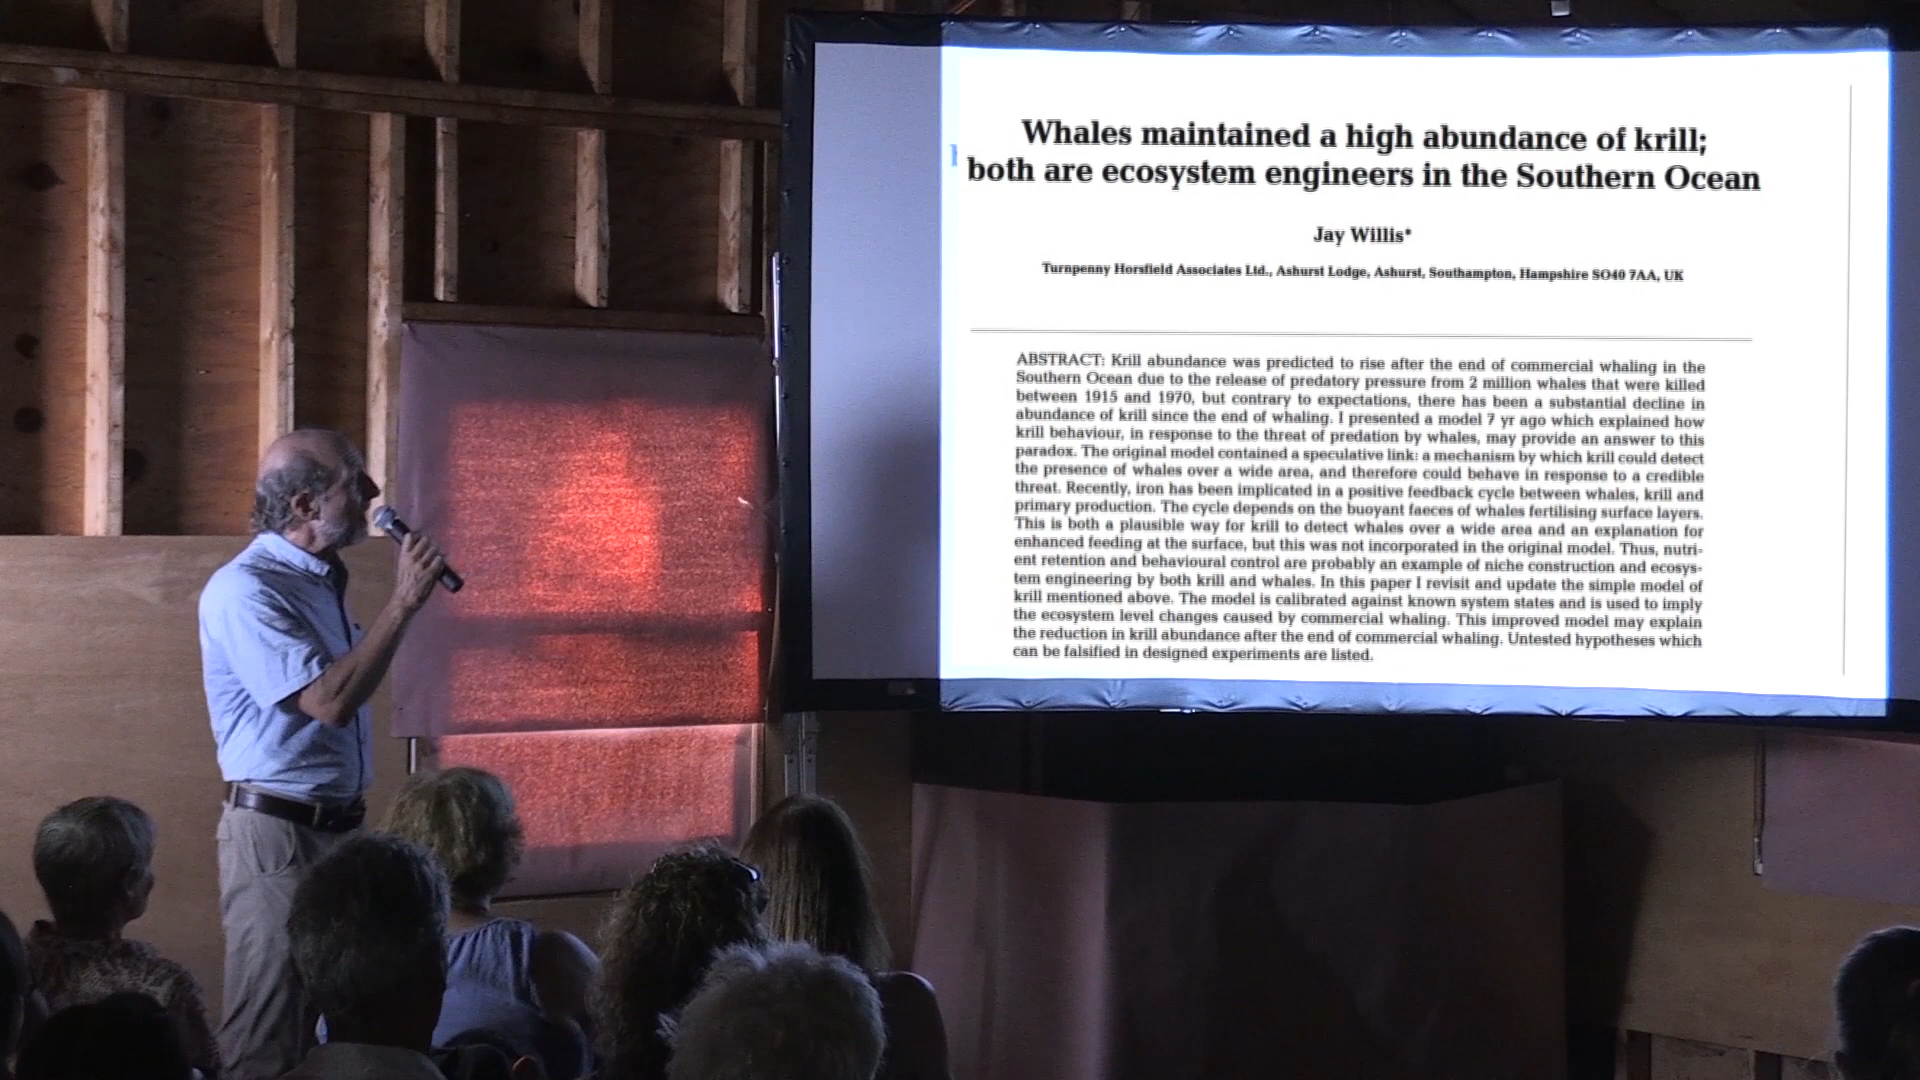 Whales maintained a high abundance of krill;
both are ecosystem engineers in the Southern Ocean
Jay Willis*
Turnpenny Horsfield Associates Ltd., Ashurst Lodge, Ashurst, Southampton, Hampshire SO40 7AA, UK
ABSTRACT: Krill abundance was predicted to rise after the end of commercial whaling in the
Southern Ocean due to the release of predatory pressure from 2 million whales that were killed
between 1915 and 1970, but contrary to expectations, there has been a substantial decline in
abundance of krill since the end of whaling. I presented a model 7 yr ago which explained how
krill behaviour, in response to the threat of predation by whales, may provide an answer to this
paradox. The original model contained a speculative link: a mechanism by which krill could detect
the presence of whales over a wide area, and therefore could behave in response to a credible
threat. Recently, iron has been implicated in a positive feedback cycle between whales, krill and
primary production. The cycle depends on the buoyant faeces of whales fertilising surface layers.
This is both a plausible way for krill to detect whales over a wide area and an explanation for
enhanced feeding at the surface, but this was not incorporated in the original model. Thus, nutri-
ent retention and behavioural control are probably an example of niche construction and ecosys-
tem engineering by both krill and whales. In this paper I revisit and update the simple model of
krill mentioned above. The model is calibrated against known system states and is used to imply
the ecosystem level changes caused by commercial whaling. This improved model may explain
the reduction in krill abundance after the end of commercial whaling. Untested hypotheses which
can be falsified in designed experiments are listed.